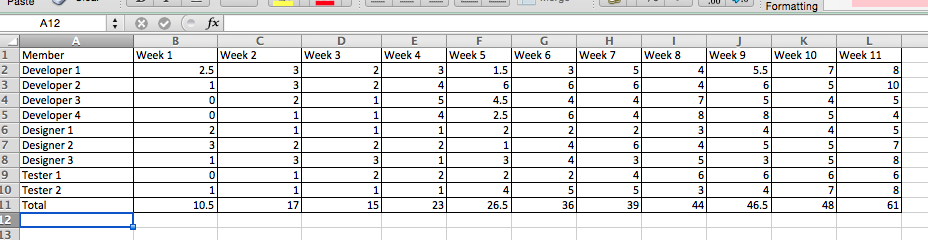 Paste Formatting
A12 fx
A B C D E F G H I J K L
1 Member Week 1 Week 2 Week 3 Week 4 Week 5 Week 6 Week 7 Week 8 Week 9 Week 10 Week 11
2 Developer 1 2.5 3 2 3 1.5 3 5 4 5.5 7 8
3 Developer 2 1 3 2 4 6 6 6 4 6 5 10
4 Developer 3 0 2 1 5 4.5 4 4 7 5 4 5
5 Developer 4 0 1 1 4 2.5 6 4 8 8 5 4
6 Designer 1 2 1 1 1 2 2 2 3 4 4 5
7 Designer 2 3 2 2 2 1 4 6 4 5 5 7
8 Designer 3 1 3 3 1 3 4 3 5 3 5 8
9 Tester 1 0 1 2 2 2 2 4 6 6 6 6
10 Tester 2 1 1 1 1 4 5 5 3 4 7 8
11 Total 10.5 17 15 23 26.5 36 39 44 46.5 48 61
12
13